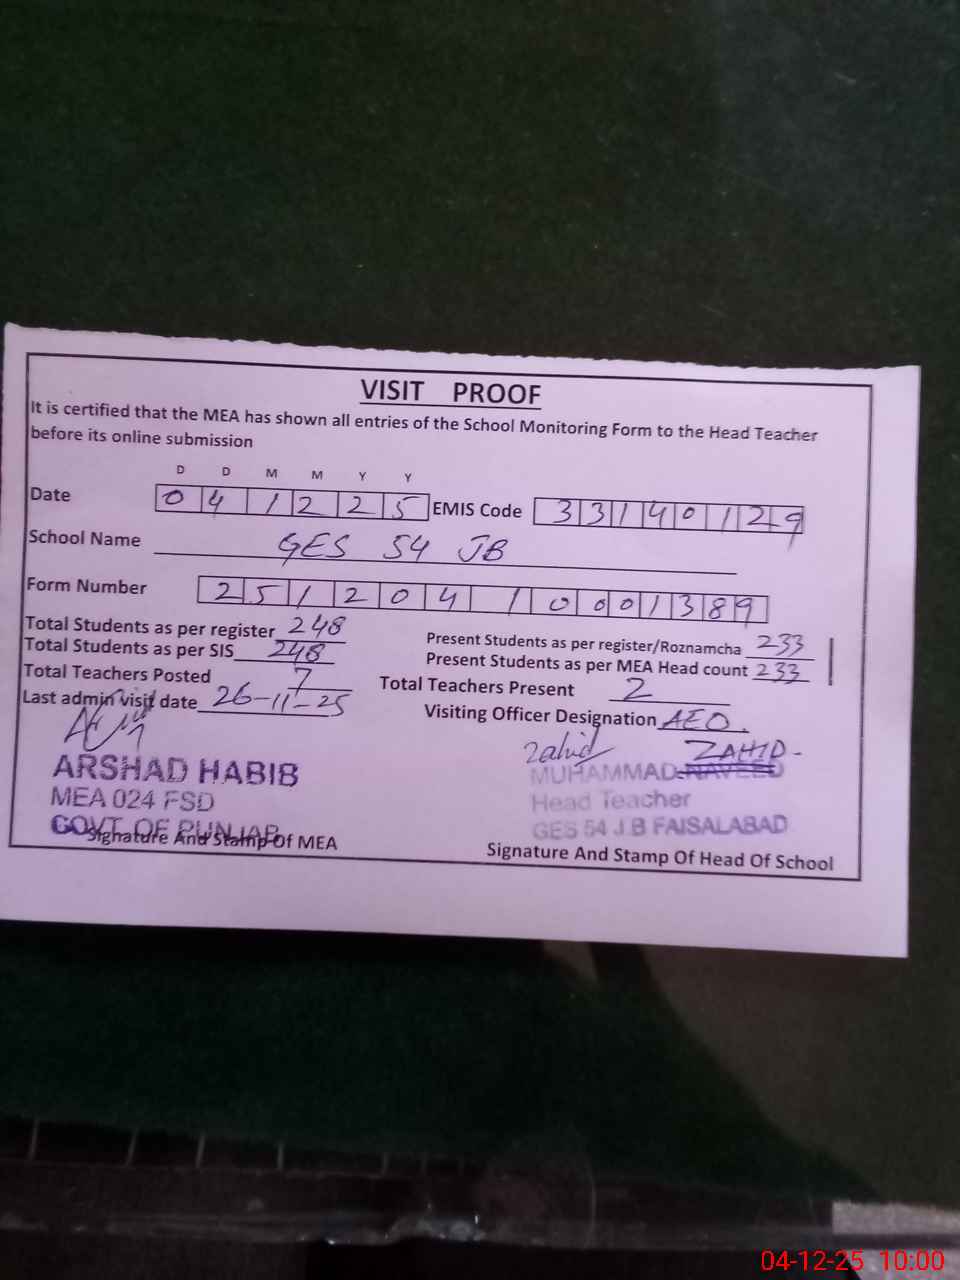 VISIT PROOF
It is certified that the MEA has shown all entries of the School Monitoring Form to the Head Teacher
before its online submission
D D M M Y Y
Date 0 4 1 2 2 5 EMIS Code 3 3 1 4 0 1 2 9
School Name GES 54 JB
Form Number 2 5 1 2 0 4 1 0 0 0 1 3 8 9
Total Students as per register 248 Present Students as per register/Roznamcha 233
Total Students as per SIS 248 Present Students as per MEA Head count 233
Total Teachers Posted 7 Total Teachers Present 2
Last admin visit date 26-11-25 Visiting Officer Designation AEO.
zahid ZAHID-
ARSHAD HABIB MUHAMMAD NAVEED
MEA 024 FSD Head Teacher
GOVT. OF PUNJAB GES 54 J.B FAISALABAD
Signature And Stamp Of MEA Signature And Stamp Of Head Of School
04-12-25 10:00